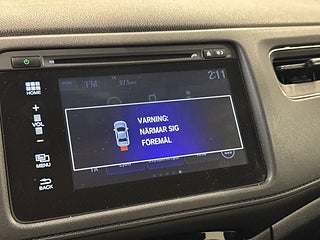 FM
2:11
HOME
VOL
MENU
BACK
VARNING:
NÄRMAR SIG
FÖREMÅL